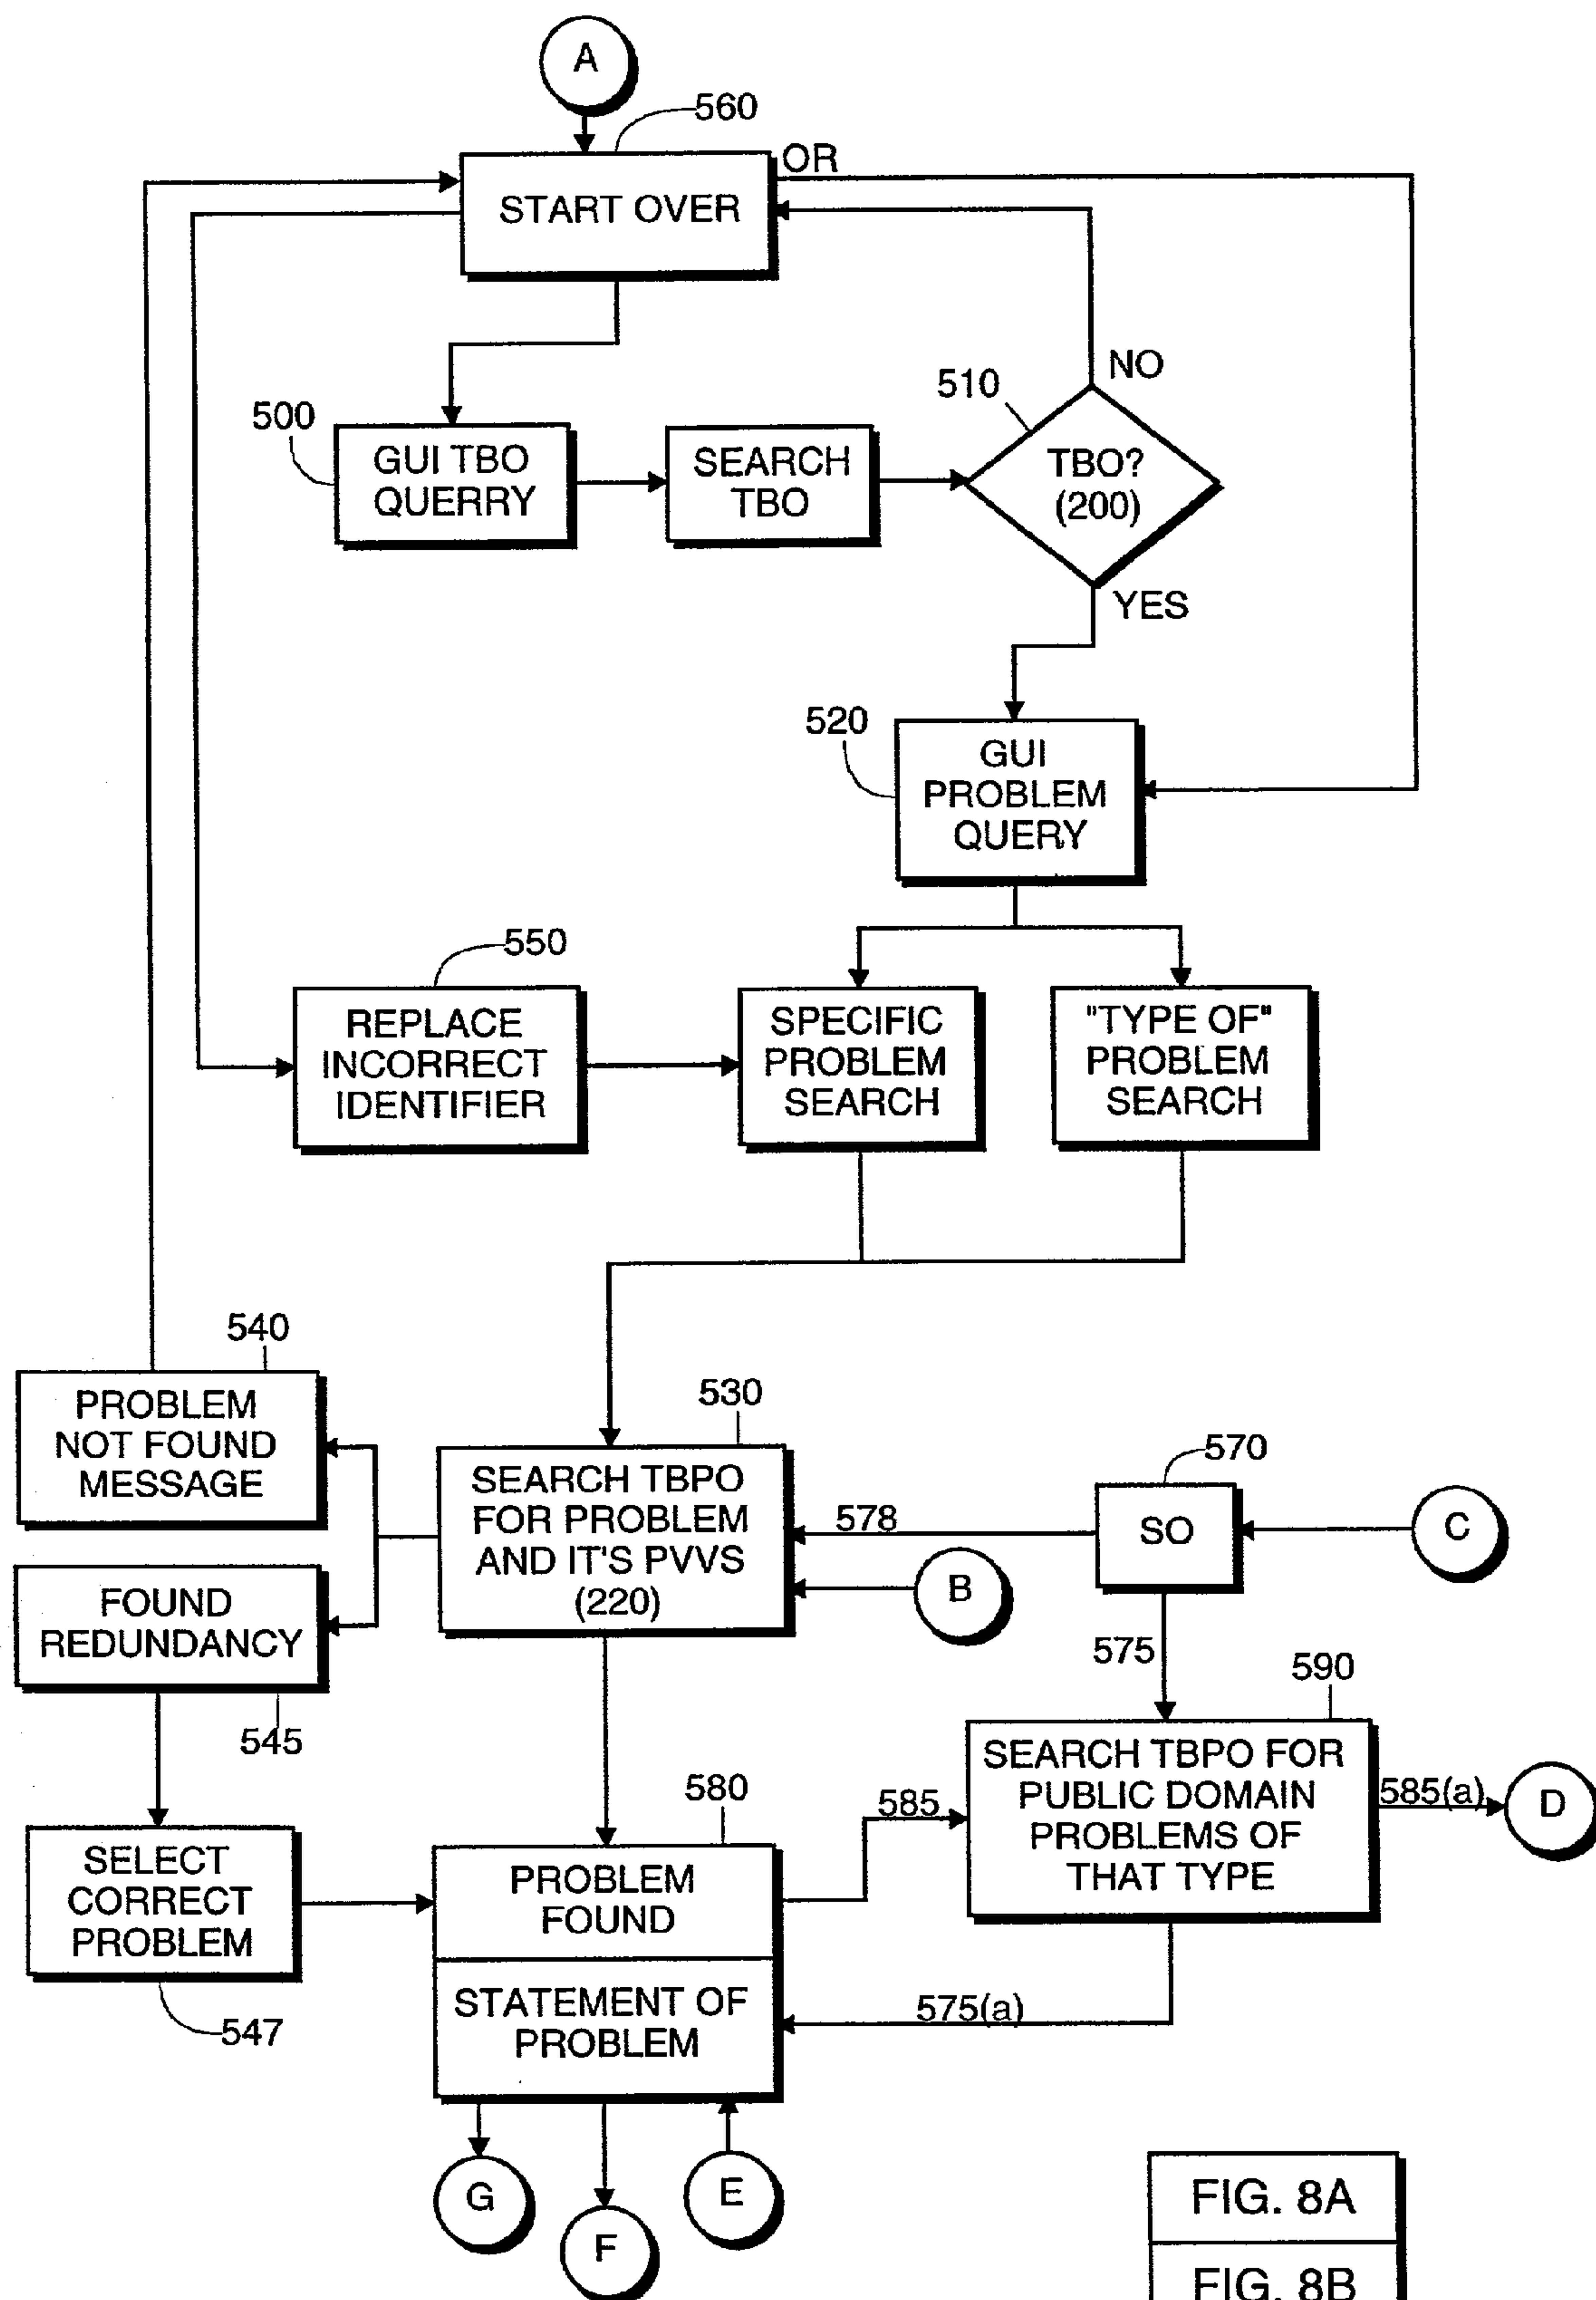 A
560
OR
START OVER
NO
510
500
GUI TBO
QUERRY
SEARCH
TBO
TBO?
(200)
YES
520
GUI
PROBLEM
QUERY
550
REPLACE
INCORRECT
IDENTIFIER
SPECIFIC
PROBLEM
SEARCH
"TYPE OF"
PROBLEM
SEARCH
540
PROBLEM
NOT FOUND
MESSAGE
530
SEARCH TBPO
FOR PROBLEM
AND IT'S PVVS
(220)
570
578
SO
C
B
FOUND
REDUNDANCY
545
575
590
SEARCH TBPO FOR
PUBLIC DOMAIN
PROBLEMS OF
THAT TYPE
585(a)
D
580
585
SELECT
CORRECT
PROBLEM
547
PROBLEM
FOUND
STATEMENT OF
PROBLEM
575(a)
G
F
E
FIG. 8A
FIG. 8B